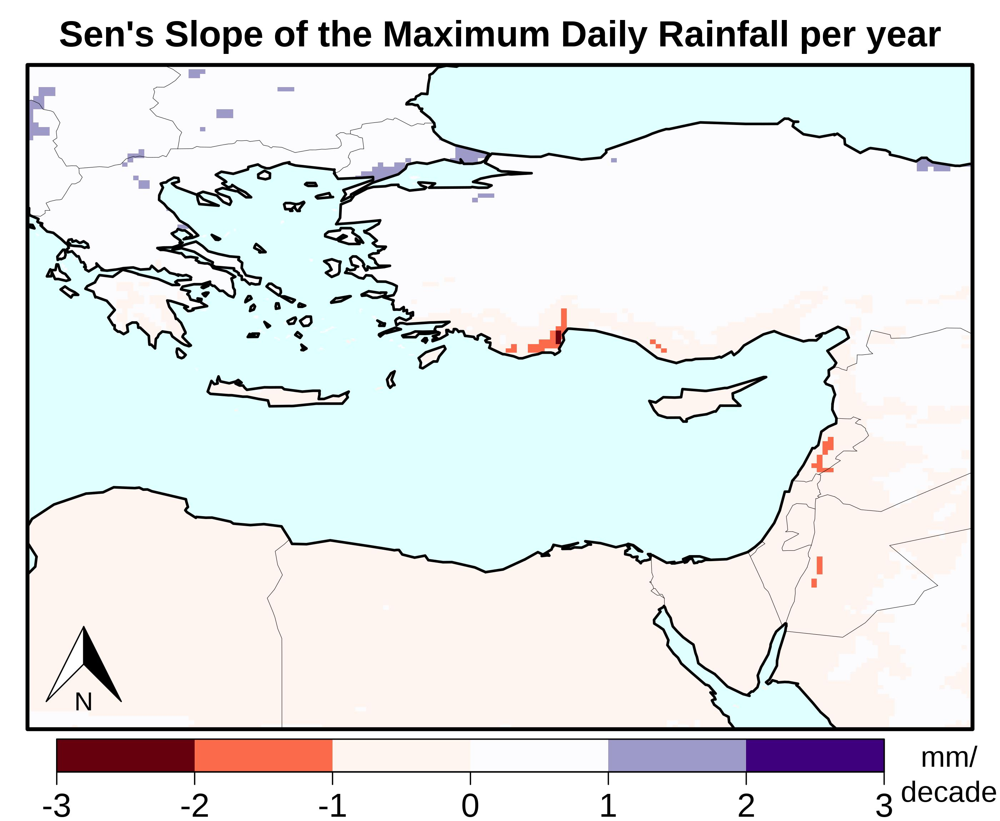 Sen's Slope of the Maximum Daily Rainfall per year
N
-3 -2 -1 0 1 2 3
mm/
decade